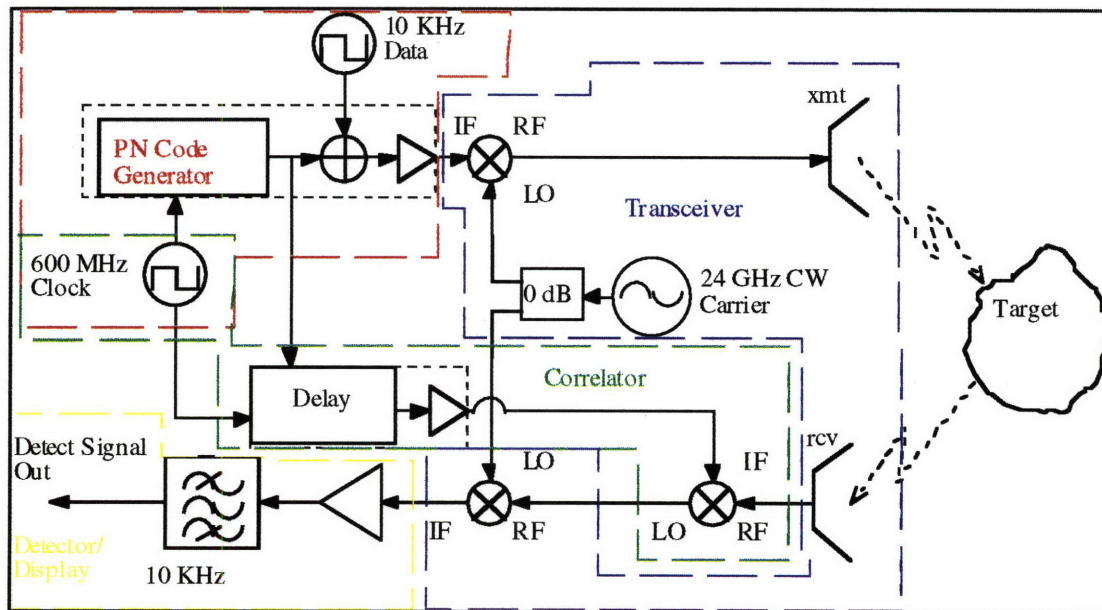 10 KHz
Data
xmt
IF
RF
PN Code
Generator
LO
Transceiver
600 MHz
Clock
0 dB
24 GHz CW
Carrier
Target
Correlator
Delay
Detect Signal
Out
LO
IF
rcv
IF
RF
LO
RF
Detector/
Display
10 KHz